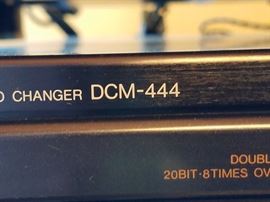 CHANGER DCM-444
DOUBL
20BIT·8TIMES OV